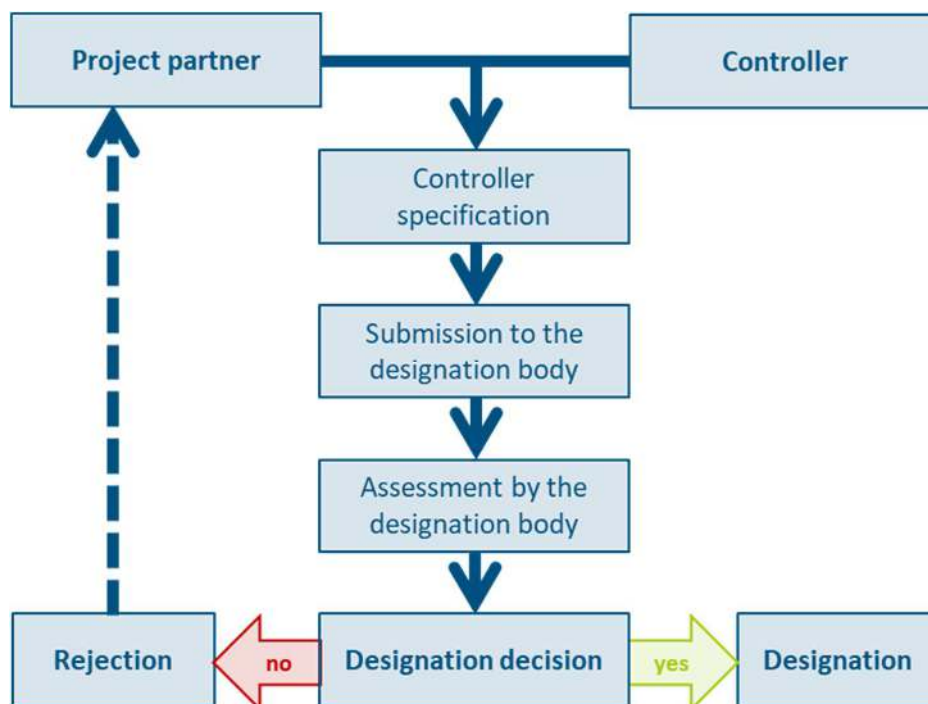 Project partner
Controller
Controller
specification
Submission to the
designation body
Assessment by the
designation body
Rejection
no
Designation decision
yes
Designation